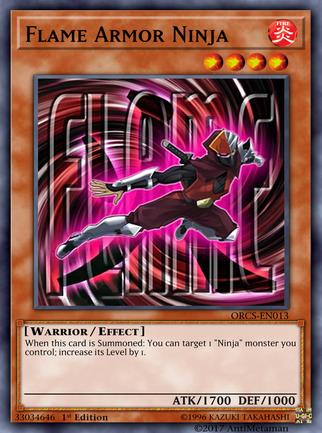 Flame Armor Ninja
FIRE
炎
FLAME
ORCS-EN013
[Warrior / Effect]
When this card is Summoned: You can target 1 "Ninja" monster you
control; increase its Level by 1.
ATK/1700 DEF/1000
33034646 1st Edition ©1996 KAZUKI TAKAHASHI
©2017 AntiMetaman